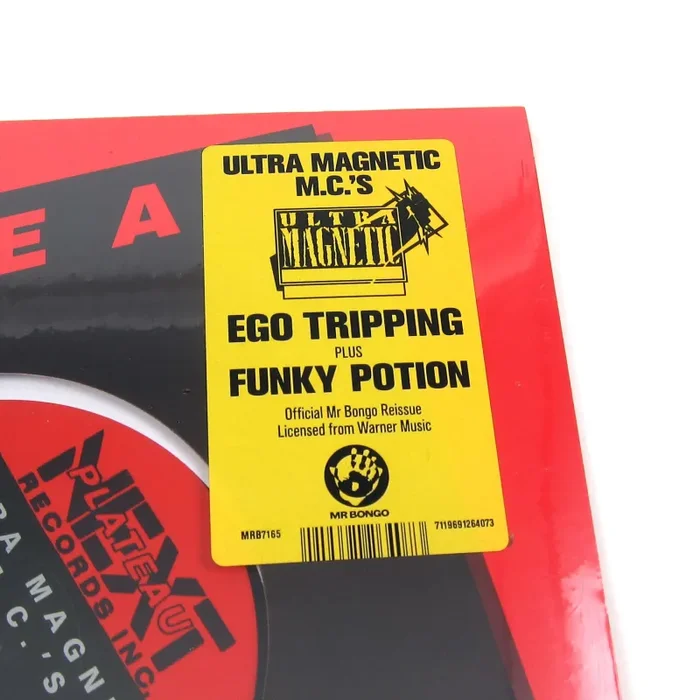 E A
ULTRA MAGNETIC
M.C.'S
ULTRA
MAGNETIC
EGO TRIPPING
PLUS
FUNKY POTION
Official Mr Bongo Reissue
Licensed from Warner Music
MR BONGO
MRB7165
7119691264073
NEXT
PLATEAU
RECORDS INC.
RA MAGNE
.C.'S